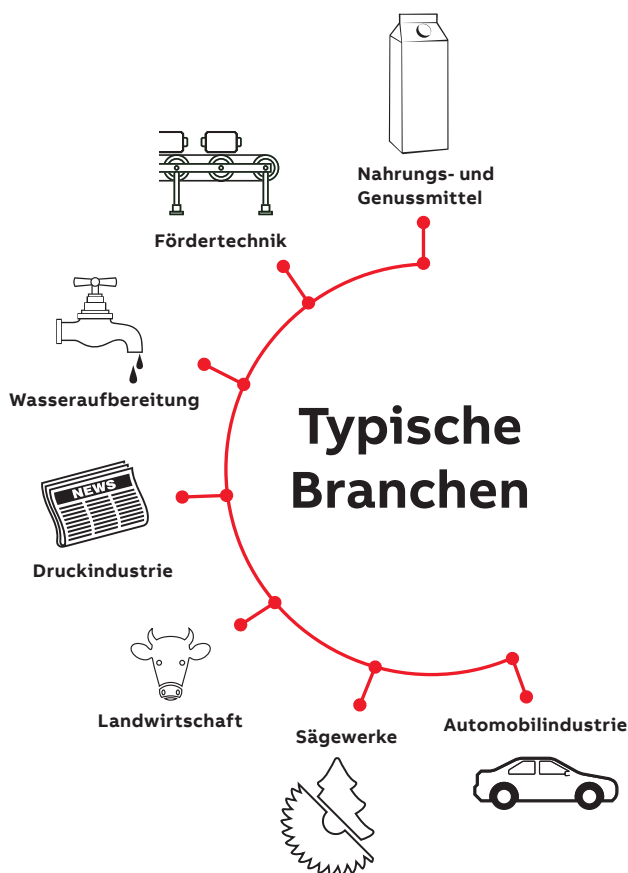 Nahrungs- und
Genussmittel
Fördertechnik
Wasseraufbereitung
Typische
Branchen
NEWS
Druckindustrie
Landwirtschaft
Sägewerke
Automobilindustrie